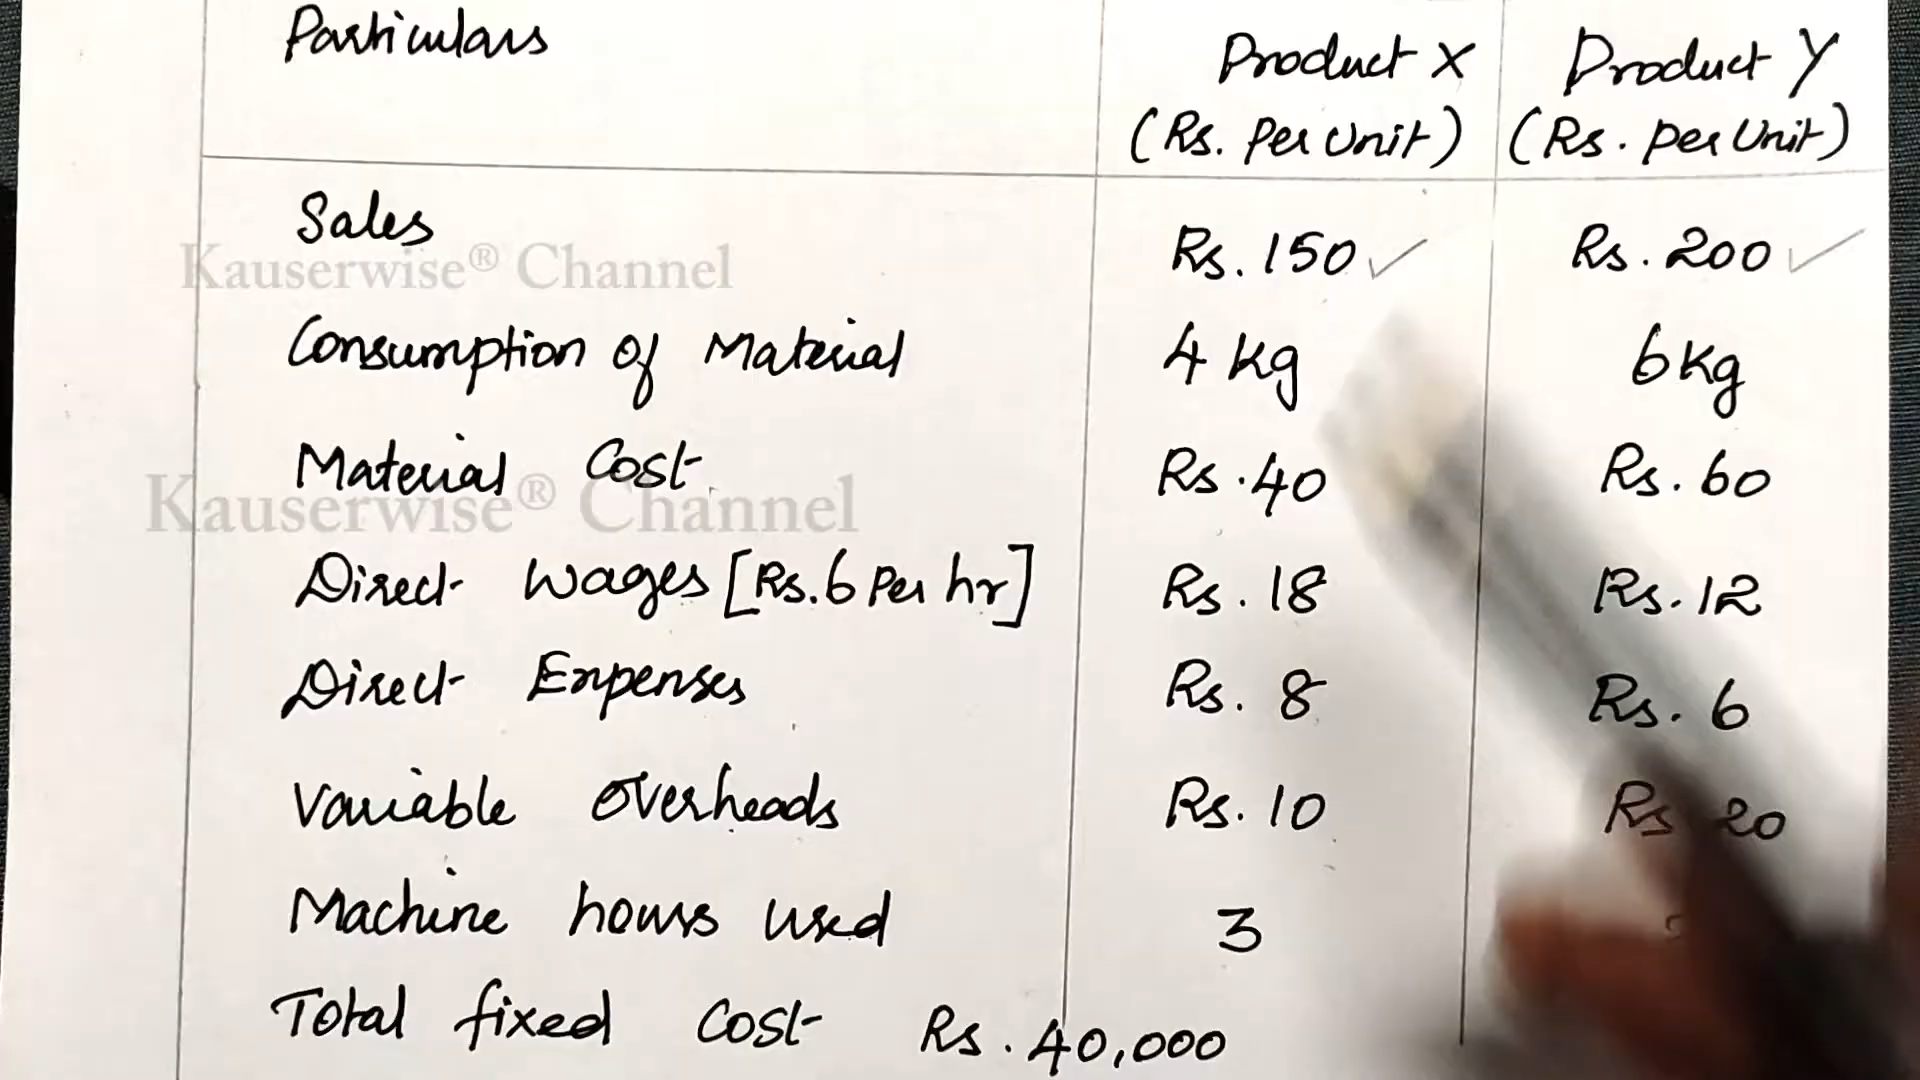 Particulars Product X Product Y
(Rs. Per Unit) (Rs. per Unit)
Sales Rs. 150 ✓ Rs. 200 ✓
Kauserwise® Channel
Consumption of Material 4 Kg 6 Kg
Material Cost Rs. 40 Rs. 60
Kauserwise® Channel
Direct Wages [Rs. 6 Per hr] Rs. 18 Rs. 12
Direct Expenses Rs. 8 Rs. 6
Variable Overheads Rs. 10 Rs. 20
Machine hours used 3
Total fixed Cost Rs. 40,000